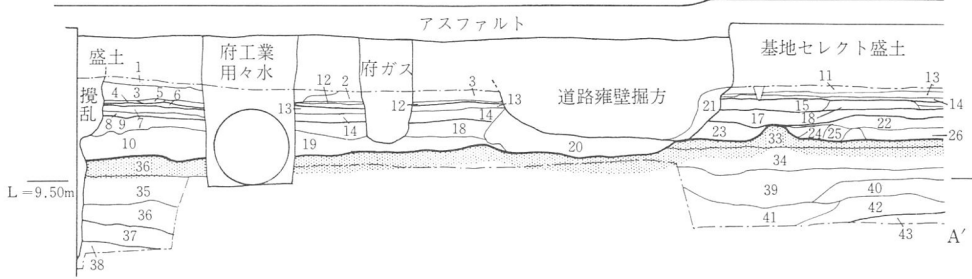 アスファルト
盛土
府工業
用々水
府ガス
道路雍壁掘方
基地セレクト盛土
攪乱
1
4 3 5 6
8 9 7
10
36
L=9.50m
35
36
37
38
12 2 3
13 12 13
14 14
19 18
20
21
11
13
14
15
17 18
22
23 33 24 25
26
34
39 40
41 42
43
A′